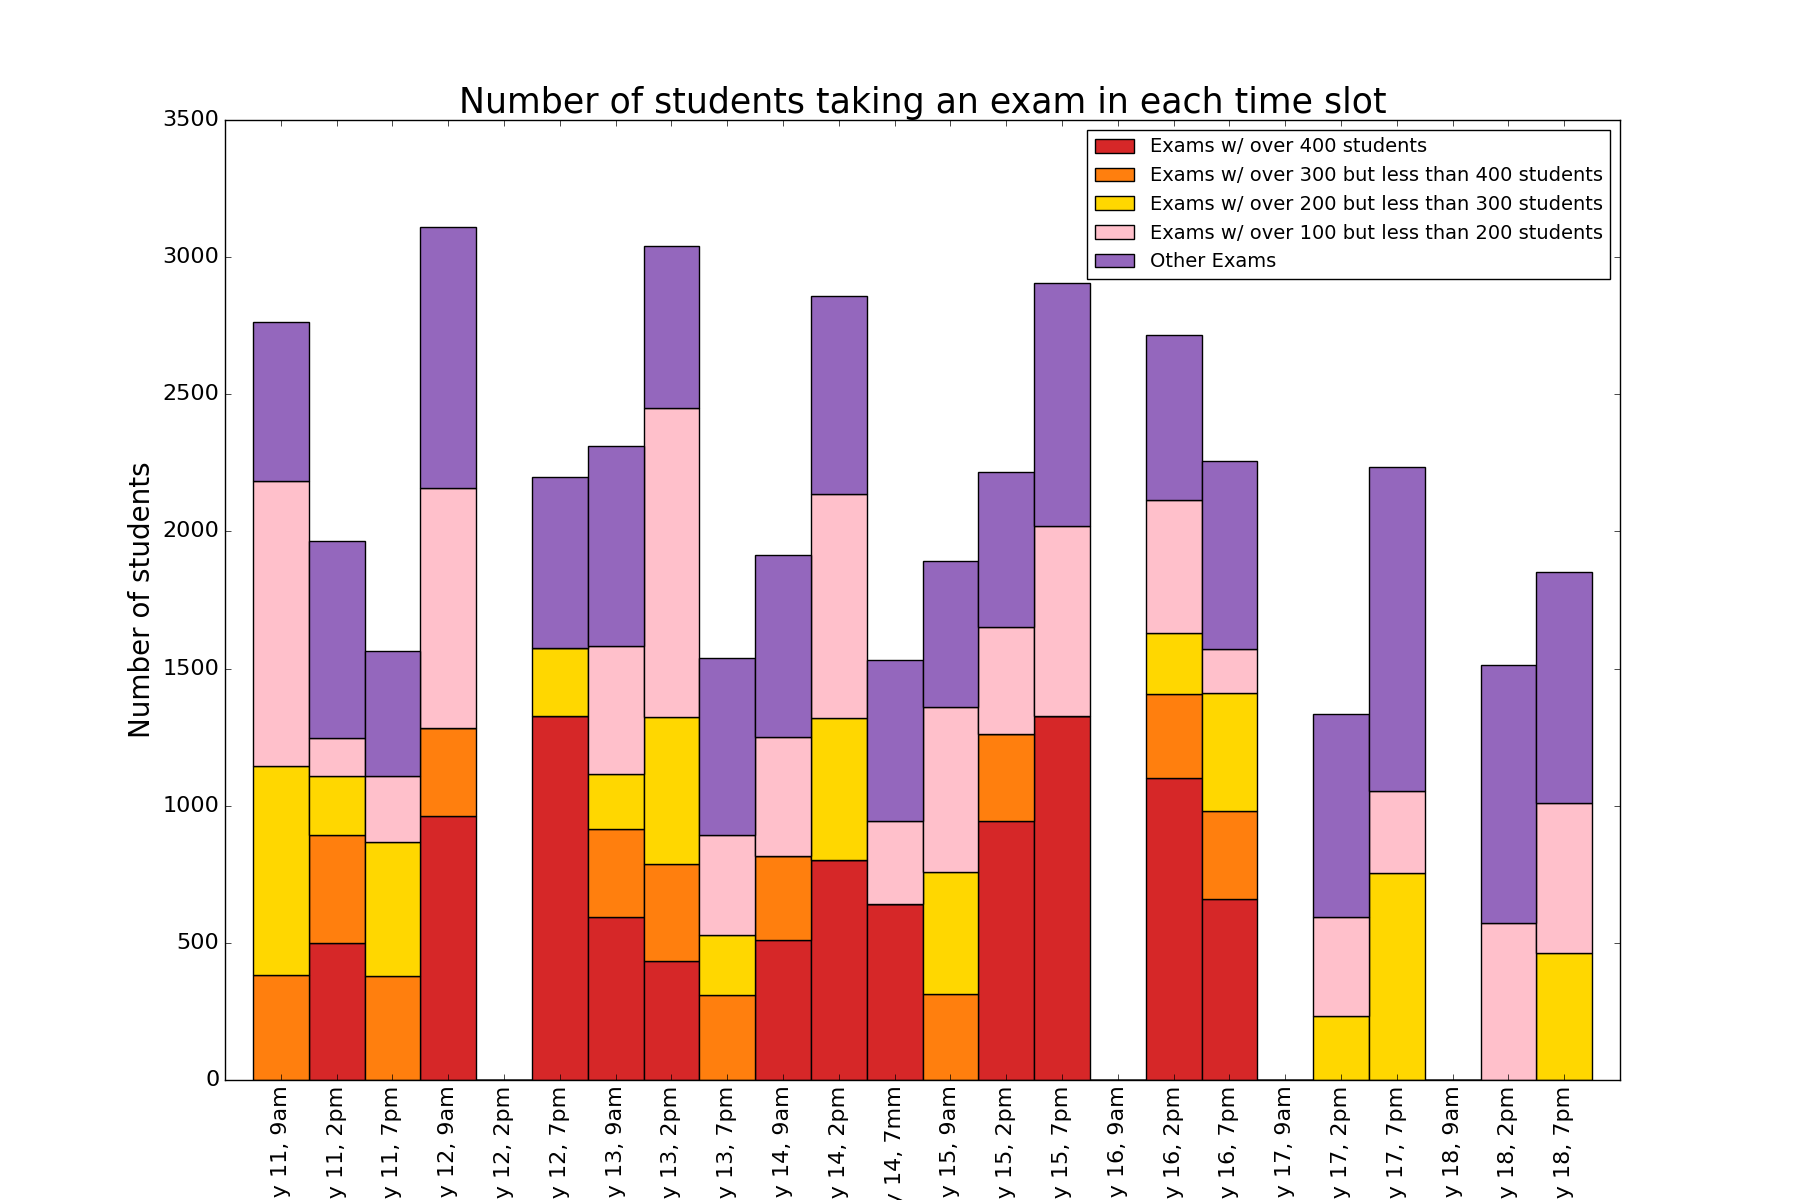 Number of students taking an exam in each time slot
Exams w/ over 400 students
Exams w/ over 300 but less than 400 students
Exams w/ over 200 but less than 300 students
Exams w/ over 100 but less than 200 students
Other Exams
Number of students
3500
3000
2500
2000
1500
1000
500
0
y 11, 9am
y 11, 2pm
y 11, 7pm
y 12, 9am
y 12, 2pm
y 12, 7pm
y 13, 9am
y 13, 2pm
y 13, 7pm
y 14, 9am
y 14, 2pm
y 14, 7mm
y 15, 9am
y 15, 2pm
y 15, 7pm
y 16, 9am
y 16, 2pm
y 16, 7pm
y 17, 9am
y 17, 2pm
y 17, 7pm
y 18, 9am
y 18, 2pm
y 18, 7pm